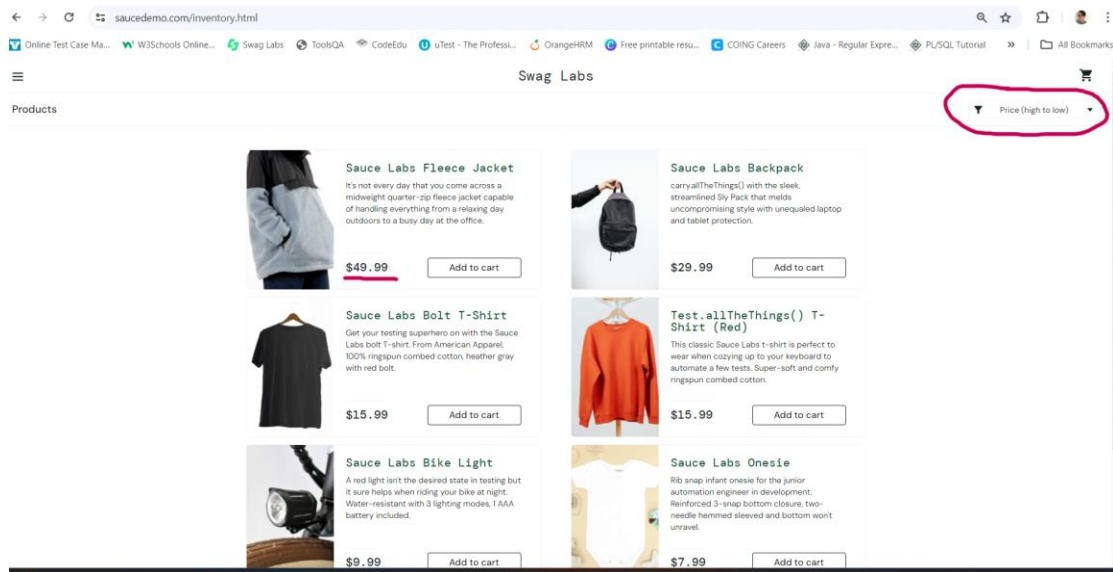 saucedemo.com/inventory.html
Online Test Case Ma...
W3Schools Online...
Swag Labs
ToolsQA
CodeEdu
uTest - The Professi...
OrangeHRM
Free printable resu...
COING Careers
Java - Regular Expre...
PL/SQL Tutorial
»
All Bookmarks
Swag Labs
Products
Price (high to low)
Sauce Labs Fleece Jacket
It's not every day that you come across a
midweight quarter-zip fleece jacket capable
of handling everything from a relaxing day
outdoors to a busy day at the office.
$49.99
Add to cart
Sauce Labs Backpack
carry.allTheThings() with the sleek,
streamlined Sly Pack that melds
uncompromising style with unequaled laptop
and tablet protection.
$29.99
Add to cart
Sauce Labs Bolt T-Shirt
Get your testing superhero on with the Sauce
Labs bolt T-shirt. From American Apparel,
100% ringspun combed cotton, heather gray
with red bolt.
$15.99
Add to cart
Test.allTheThings() T-
Shirt (Red)
This classic Sauce Labs t-shirt is perfect to
wear when cozying up to your keyboard to
automate a few tests. Super-soft and comfy
ringspun combed cotton.
$15.99
Add to cart
Sauce Labs Bike Light
A red light isn't the desired state in testing but
it sure helps when riding your bike at night.
Water-resistant with 3 lighting modes, 1 AAA
battery included.
$9.99
Add to cart
Sauce Labs Onesie
Rib snap infant onesie for the junior
automation engineer in development.
Reinforced 3-snap bottom closure, two-
needle hemmed sleeved and bottom won't
unravel.
$7.99
Add to cart